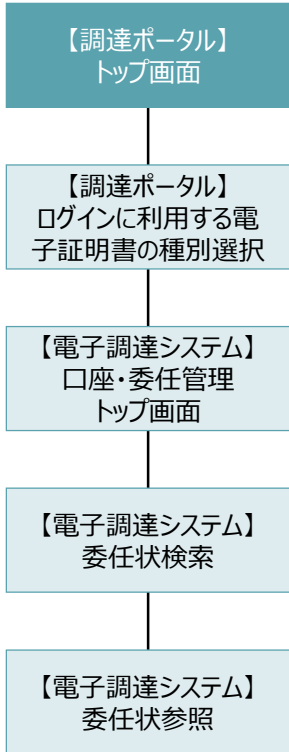 【調達ポータル】
トップ画面
【調達ポータル】
ログインに利用する電
子証明書の種別選択
【電子調達システム】
口座・委任管理
トップ画面
【電子調達システム】
委任状検索
【電子調達システム】
委任状参照